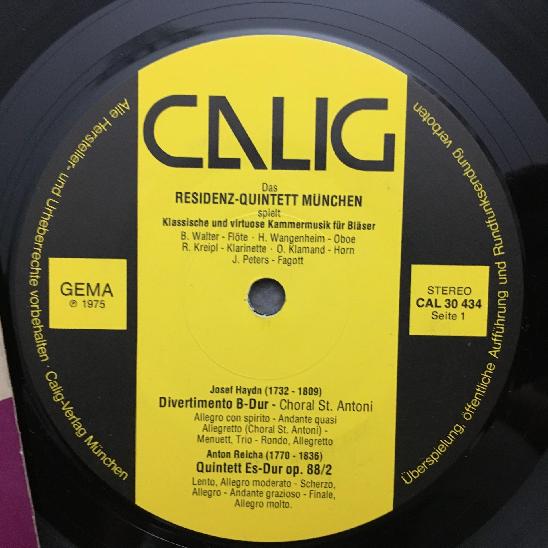 CALIG
Das
RESIDENZ-QUINTETT MÜNCHEN
spielt
Klassische und virtuose Kammermusik für Bläser
B. Walter - Flöte · H. Wangenheim - Oboe
R. Kreipl - Klarinette · O. Klamand - Horn
J. Peters - Fagott
GEMA
℗ 1975
STEREO
CAL 30 434
Seite 1
Josef Haydn (1732 - 1809)
Divertimento B-Dur - Choral St. Antoni
Allegro con spirito - Andante quasi
Allegretto (Choral St. Antoni) -
Menuett, Trio - Rondo, Allegretto
Anton Reicha (1770 - 1836)
Quintett Es-Dur op. 88/2
Lento, Allegro moderato - Scherzo,
Allegro - Andante grazioso - Finale,
Allegro molto.
Alle Hersteller- und Urheberrechte vorbehalten · Calig-Verlag München
Überspielung, öffentliche Aufführung und Rundfunksendung verboten